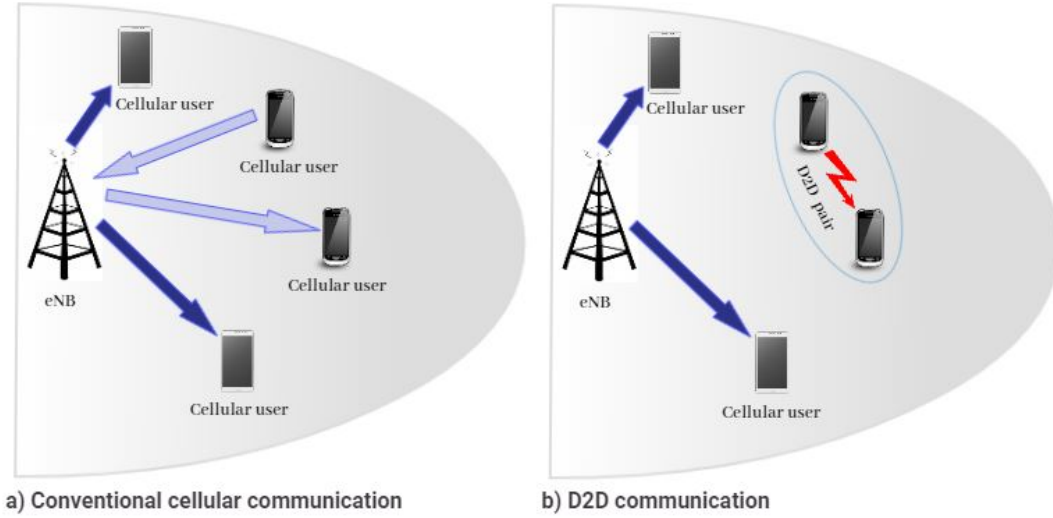 Cellular user
Cellular user
Cellular user
eNB
Cellular user
a) Conventional cellular communication
Cellular user
D2D pair
eNB
Cellular user
b) D2D communication